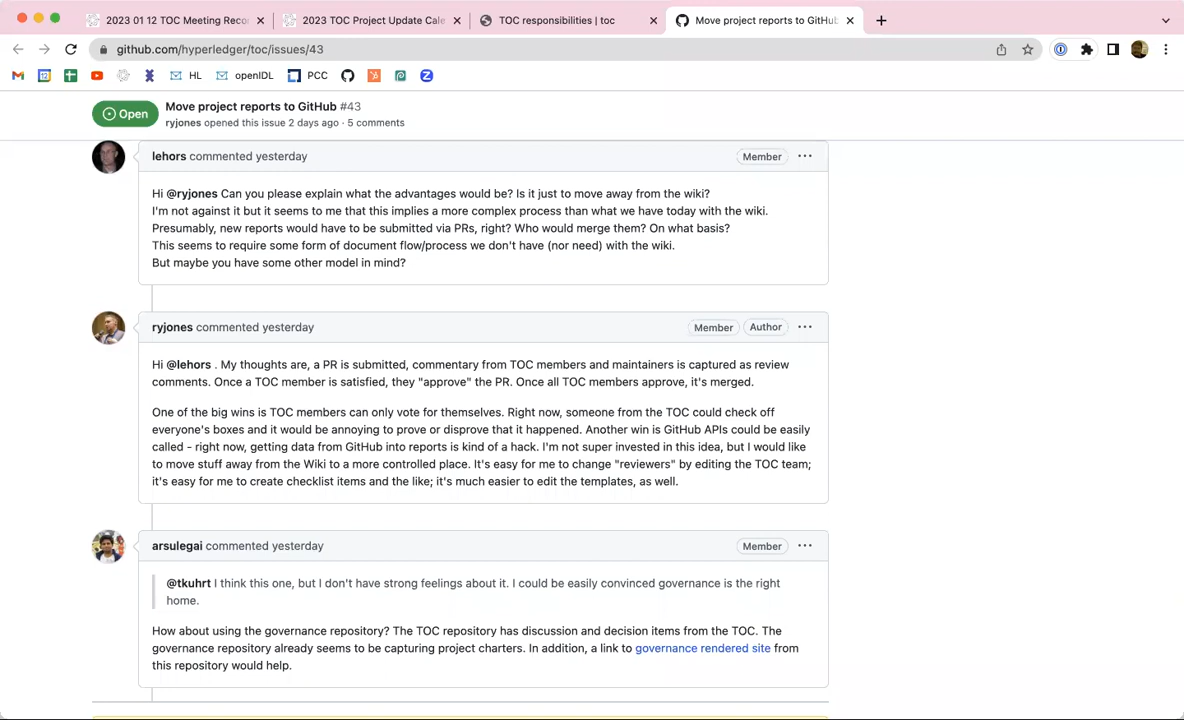 2023 01 12 TOC Meeting Reco
2023 TOC Project Update Cale
TOC responsibilities | toc
Move project reports to GitHub
github.com/hyperledger/toc/issues/43
HL
openIDL
PCC
Open
Move project reports to GitHub #43
ryjones opened this issue 2 days ago · 5 comments
lehors commented yesterday
Member
Hi @ryjones Can you please explain what the advantages would be? Is it just to move away from the wiki?
I'm not against it but it seems to me that this implies a more complex process than what we have today with the wiki.
Presumably, new reports would have to be submitted via PRs, right? Who would merge them? On what basis?
This seems to require some form of document flow/process we don't have (nor need) with the wiki.
But maybe you have some other model in mind?
ryjones commented yesterday
Member
Author
Hi @lehors . My thoughts are, a PR is submitted, commentary from TOC members and maintainers is captured as review
comments. Once a TOC member is satisfied, they "approve" the PR. Once all TOC members approve, it's merged.
One of the big wins is TOC members can only vote for themselves. Right now, someone from the TOC could check off
everyone's boxes and it would be annoying to prove or disprove that it happened. Another win is GitHub APIs could be easily
called - right now, getting data from GitHub into reports is kind of a hack. I'm not super invested in this idea, but I would like
to move stuff away from the Wiki to a more controlled place. It's easy for me to change "reviewers" by editing the TOC team;
it's easy for me to create checklist items and the like; it's much easier to edit the templates, as well.
arsulegai commented yesterday
Member
@tkuhrt I think this one, but I don't have strong feelings about it. I could be easily convinced governance is the right
home.
How about using the governance repository? The TOC repository has discussion and decision items from the TOC. The
governance repository already seems to be capturing project charters. In addition, a link to governance rendered site from
this repository would help.